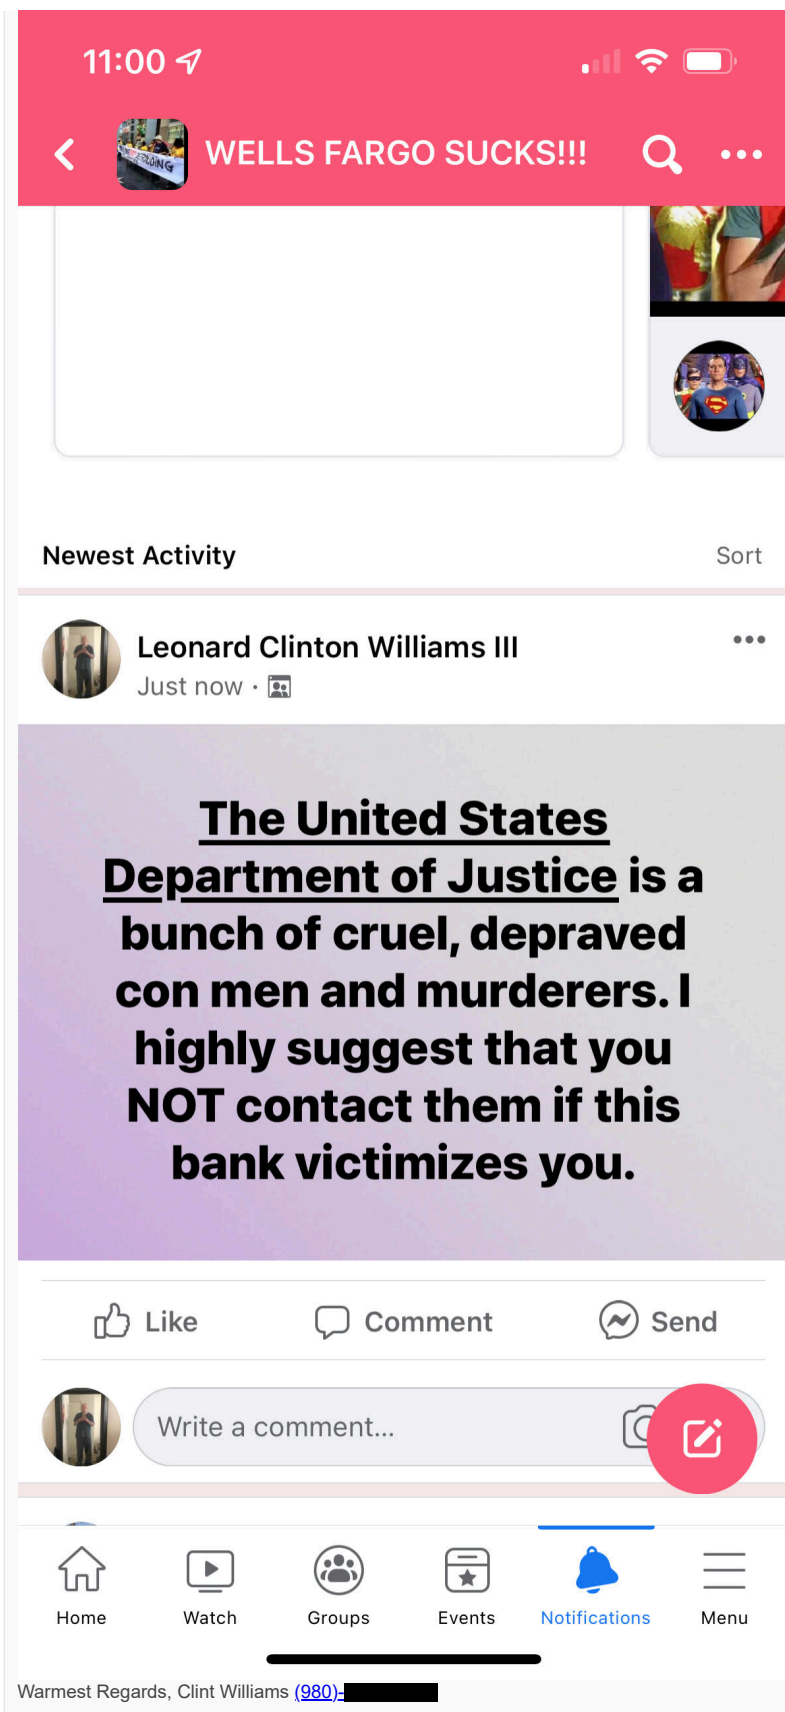 11:00
WELLS FARGO SUCKS!!!
Newest Activity
Sort
Leonard Clinton Williams III
Just now ·
The United States
Department of Justice is a
bunch of cruel, depraved
con men and murderers. I
highly suggest that you
NOT contact them if this
bank victimizes you.
Like
Comment
Send
Write a comment...
Home
Watch
Groups
Events
Notifications
Menu
Warmest Regards, Clint Williams (980)-